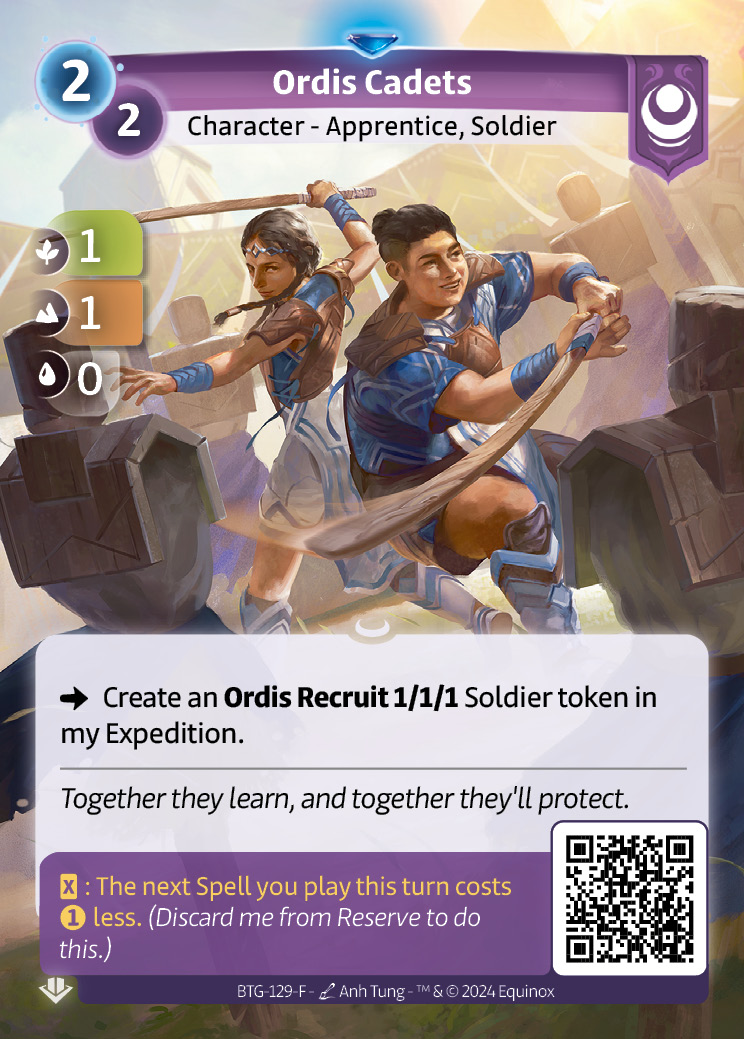 2
Ordis Cadets
2
Character - Apprentice, Soldier
1
1
0
Create an Ordis Recruit 1/1/1 Soldier token in
my Expedition.
Together they learn, and together they'll protect.
X : The next Spell you play this turn costs
1 less. (Discard me from Reserve to do
this.)
BTG-129-F - Anh Tung - ™ & © 2024 Equinox